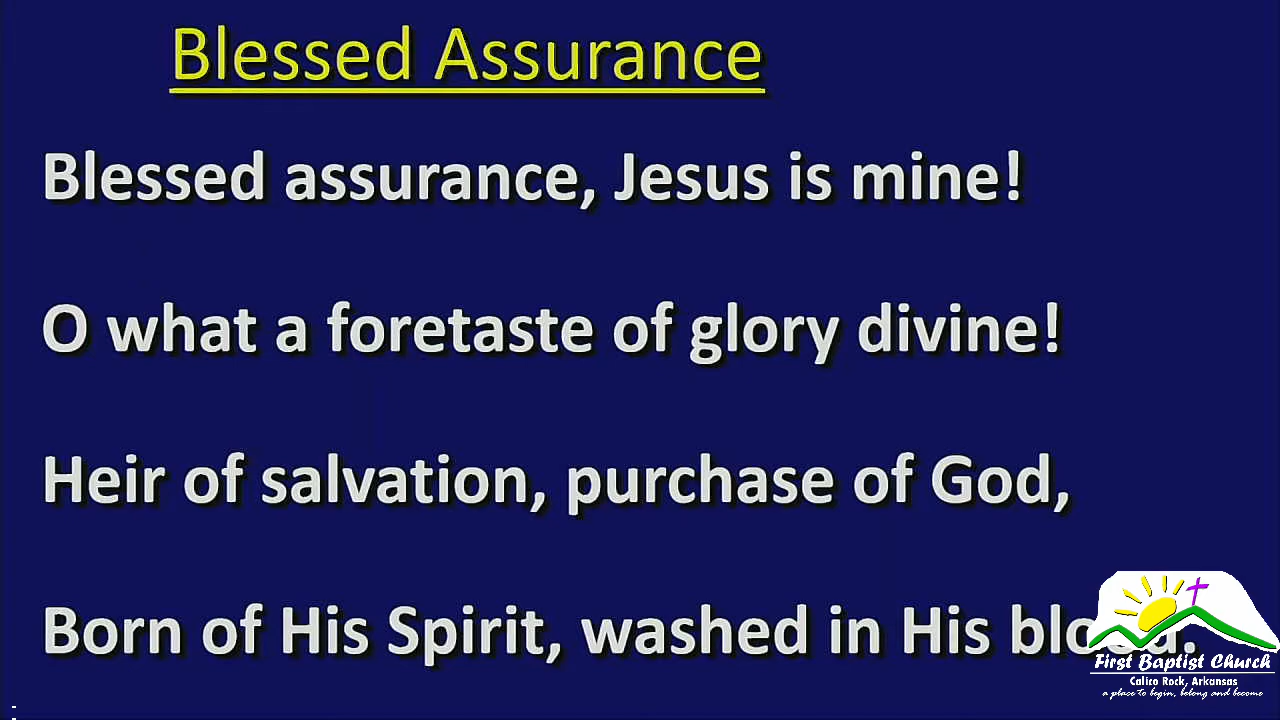 Blessed Assurance
Blessed assurance, Jesus is mine!
O what a foretaste of glory divine!
Heir of salvation, purchase of God,
Born of His Spirit, washed in His blood.
First Baptist Church
Calico Rock, Arkansas
a place to begin, belong and become